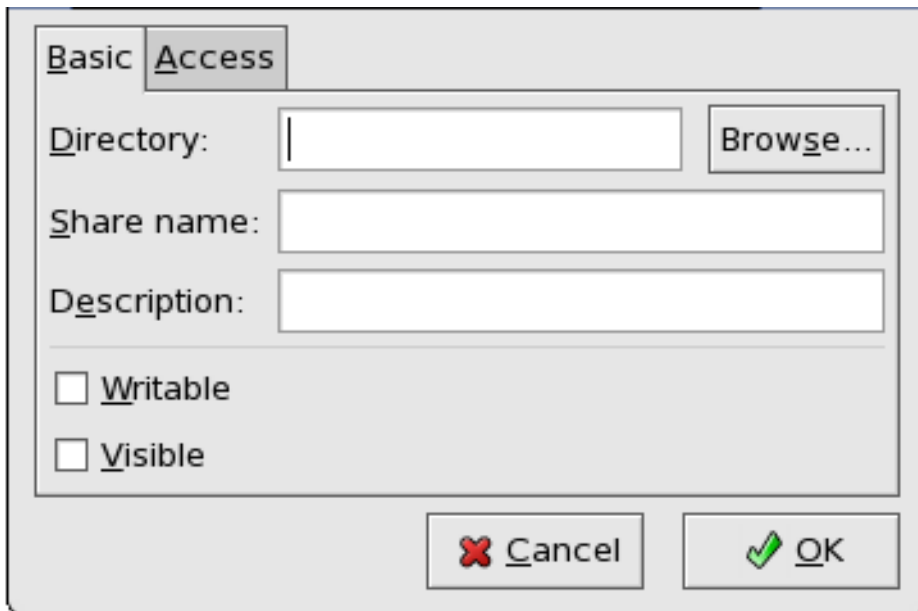 Basic Access
Directory: Browse...
Share name:
Description:
Writable
Visible
Cancel OK